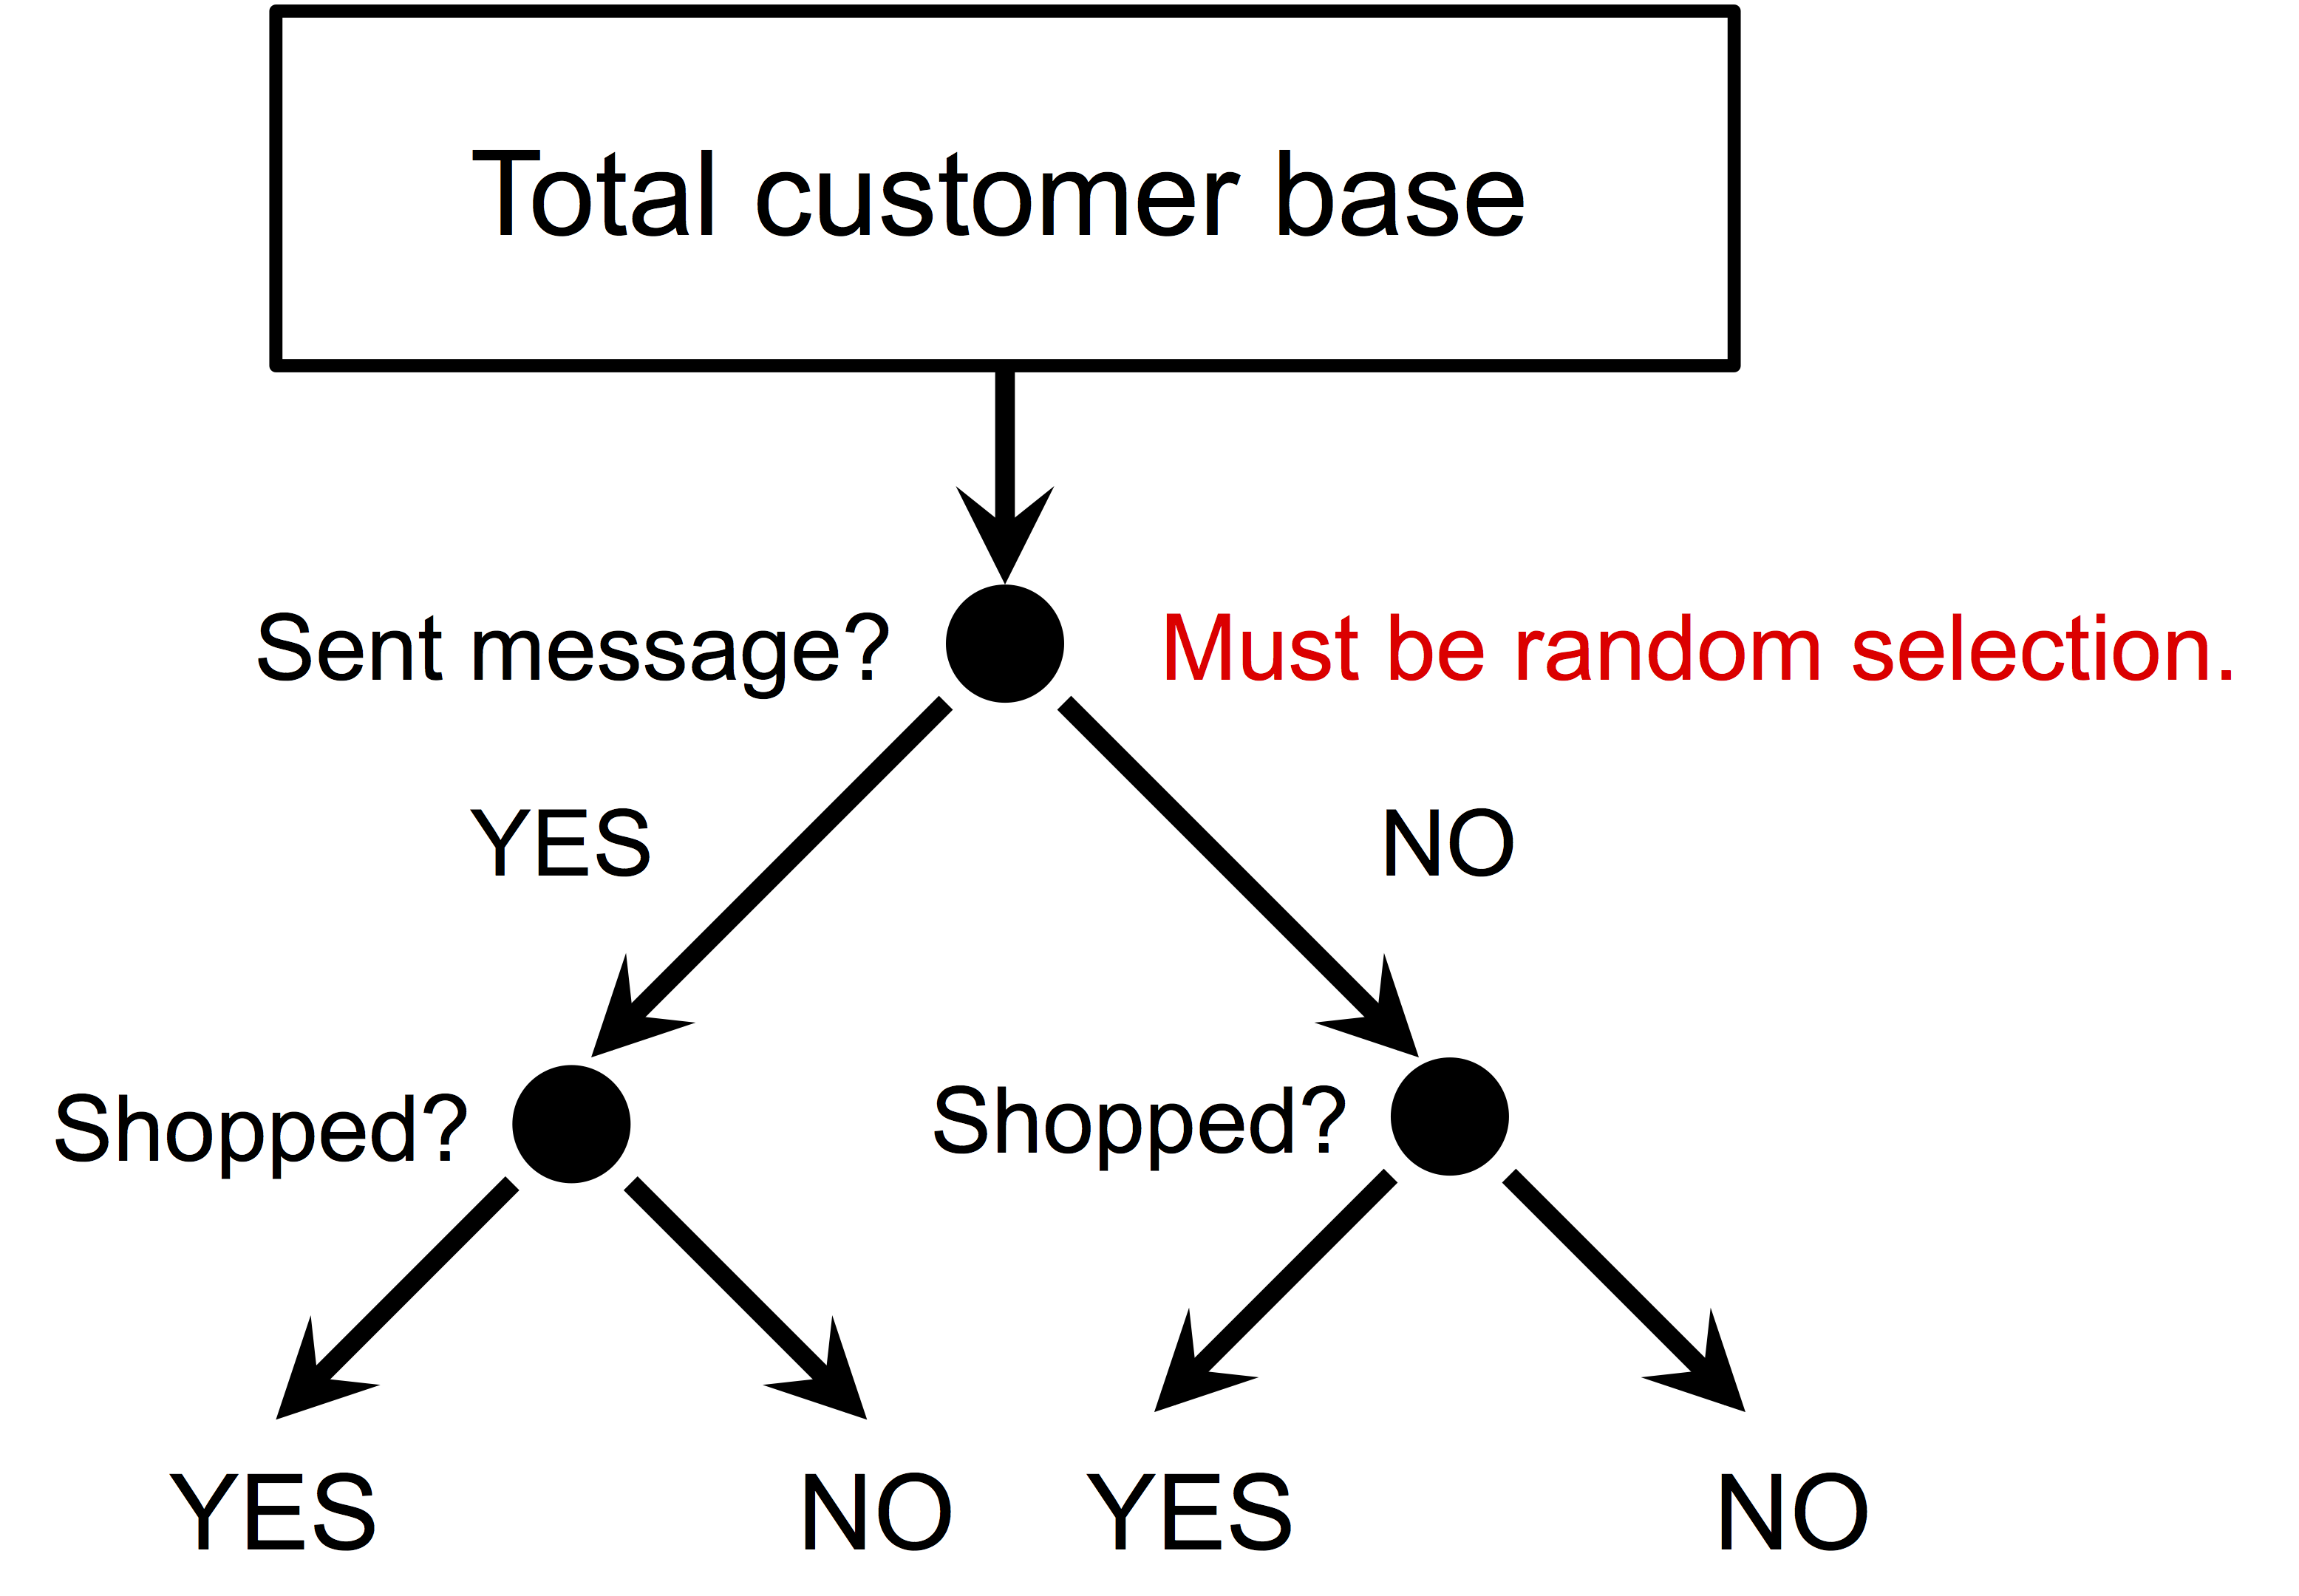 Total customer base
Sent message?
Must be random selection.
YES
NO
Shopped?
Shopped?
YES
NO
YES
NO